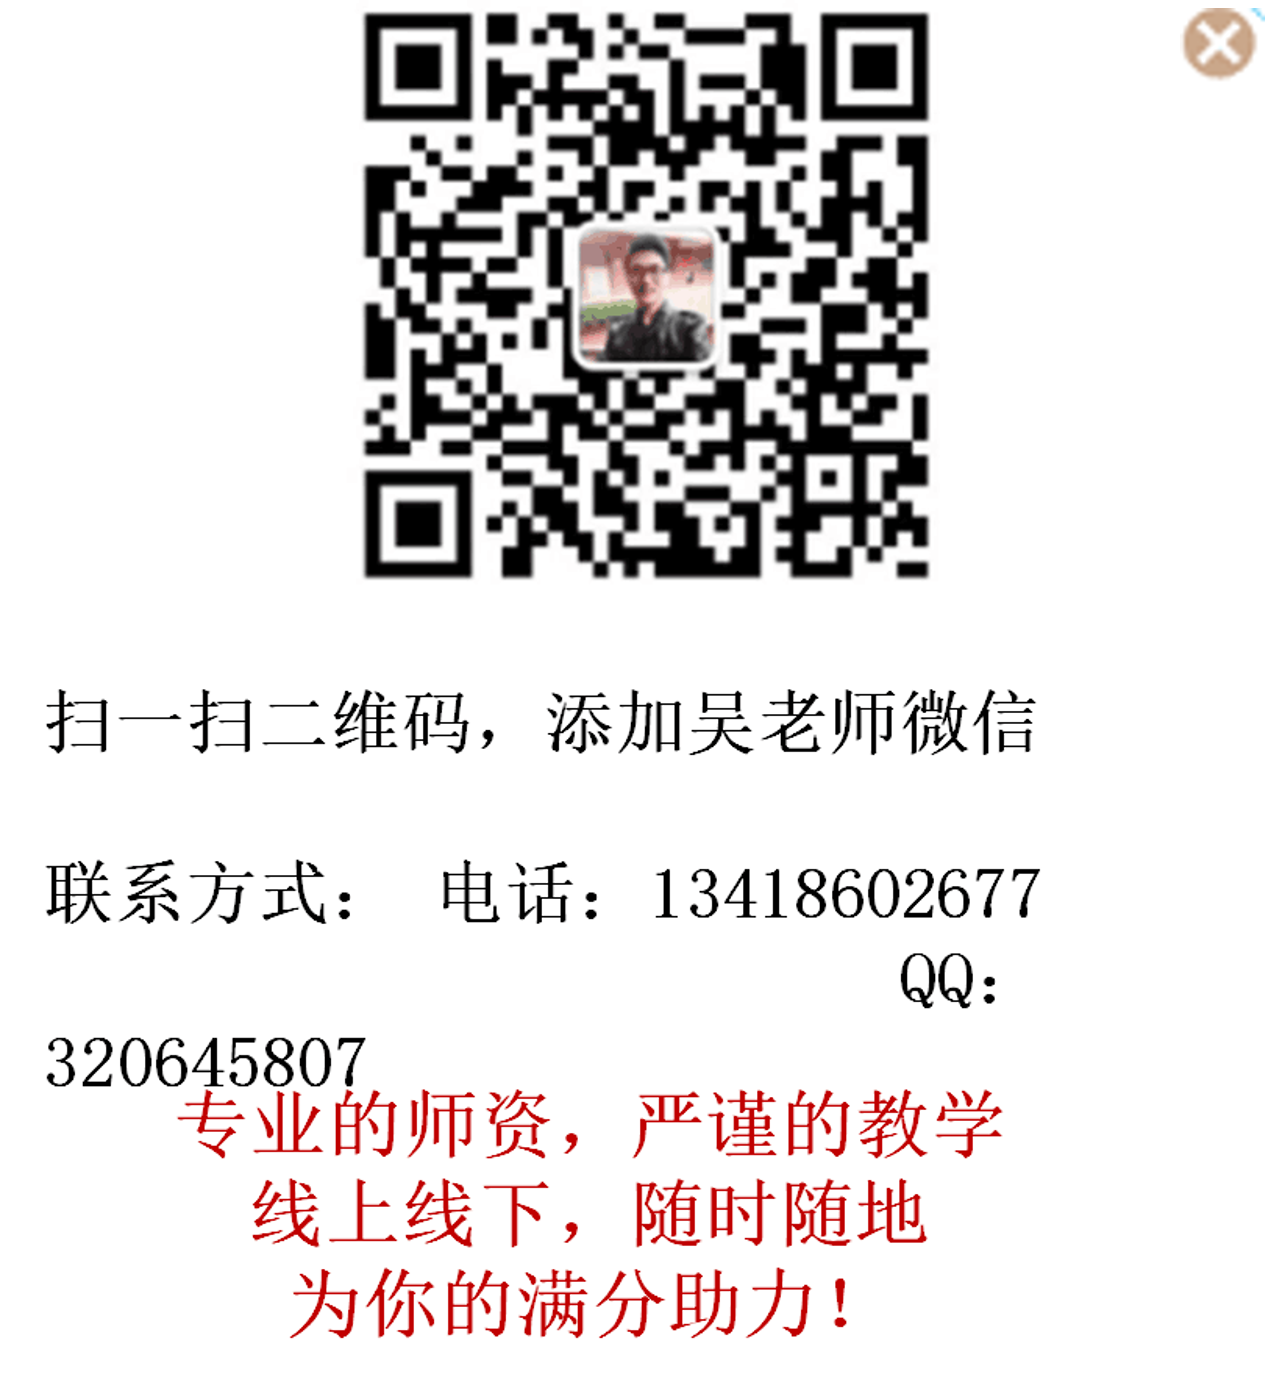 扫一扫二维码，添加吴老师微信
联系方式： 电话：13418602677
QQ：
320645807
专业的师资，严谨的教学
线上线下，随时随地
为你的满分助力！